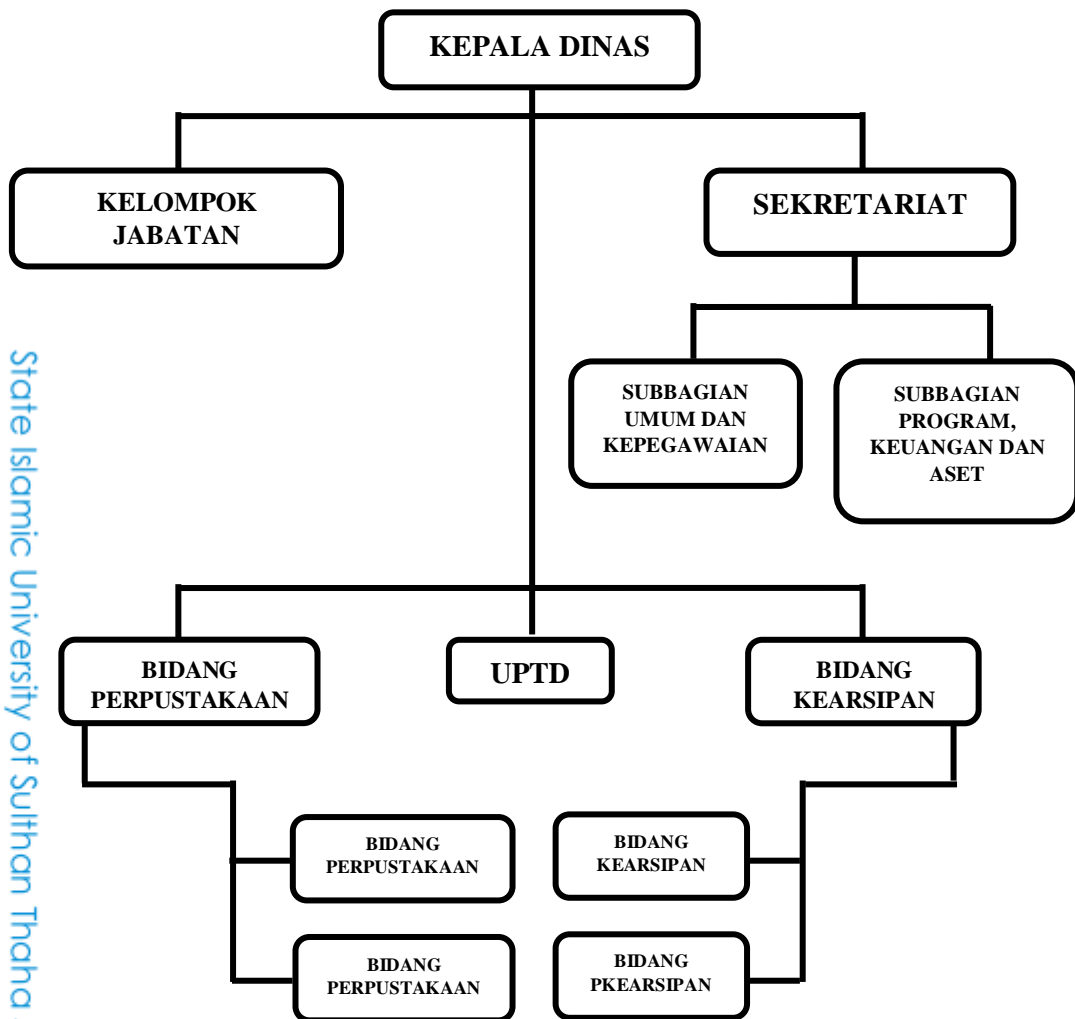 KEPALA DINAS
KELOMPOK
JABATAN
SEKRETARIAT
SUBBAGIAN
UMUM DAN
KEPEGAWAIAN
SUBBAGIAN
PROGRAM,
KEUANGAN DAN
ASET
BIDANG
PERPUSTAKAAN
UPTD
BIDANG
KEARSIPAN
BIDANG
PERPUSTAKAAN
BIDANG
KEARSIPAN
BIDANG
PERPUSTAKAAN
BIDANG
PKEARSIPAN
State Islamic University of Sulthan Thaha